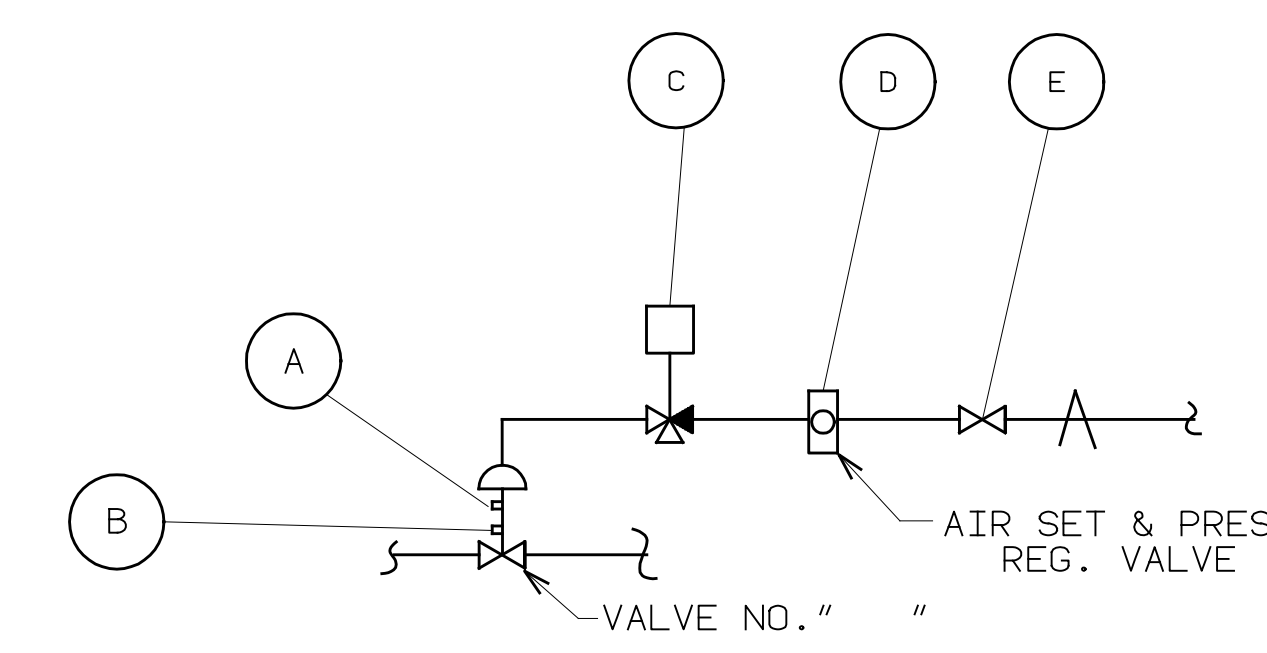 C D E
A
B
AIR SET & PRES
REG. VALVE
VALVE NO." "